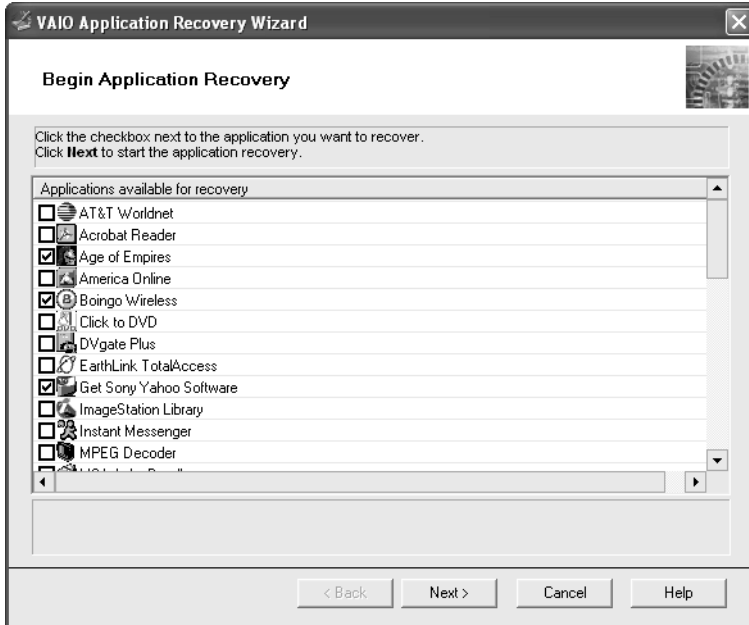 VAIO Application Recovery Wizard
Begin Application Recovery
Click the checkbox next to the application you want to recover.
Click Next to start the application recovery.
Applications available for recovery
AT&T Worldnet
Acrobat Reader
Age of Empires
America Online
Boingo Wireless
Click to DVD
DVgate Plus
EarthLink TotalAccess
Get Sony Yahoo Software
ImageStation Library
Instant Messenger
MPEG Decoder
< Back
Next >
Cancel
Help